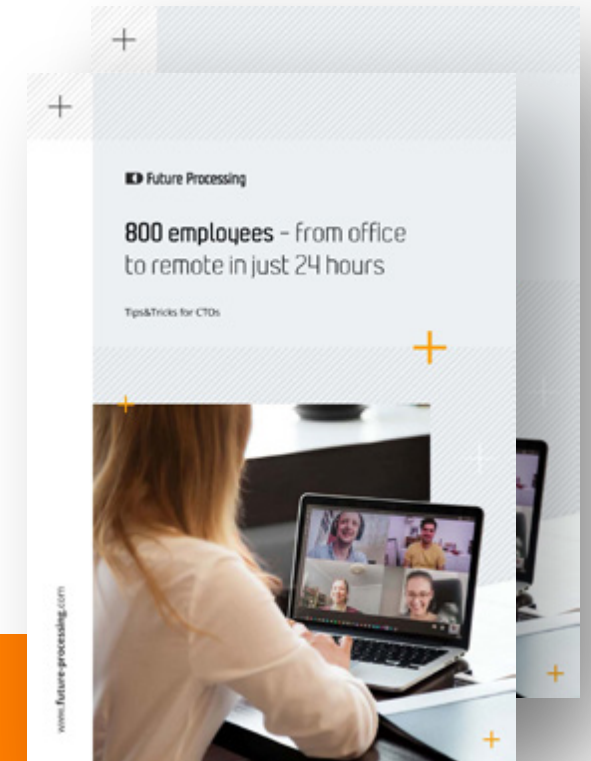 Future Processing
800 employees – from office
to remote in just 24 hours
Tips&Tricks for CTOs
www.future-processing.com